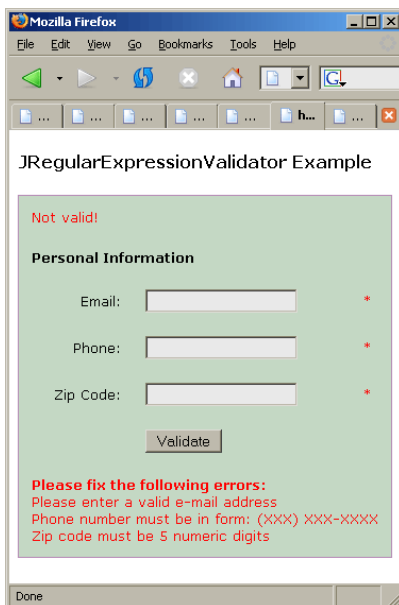 Mozilla Firefox
File Edit View Go Bookmarks Tools Help
G
... ... ... ... ... h... ...
JRegularExpressionValidator Example
Not valid!
Personal Information
Email: *
Phone: *
Zip Code: *
Validate
Please fix the following errors:
Please enter a valid e-mail address
Phone number must be in form: (XXX) XXX-XXXX
Zip code must be 5 numeric digits
Done